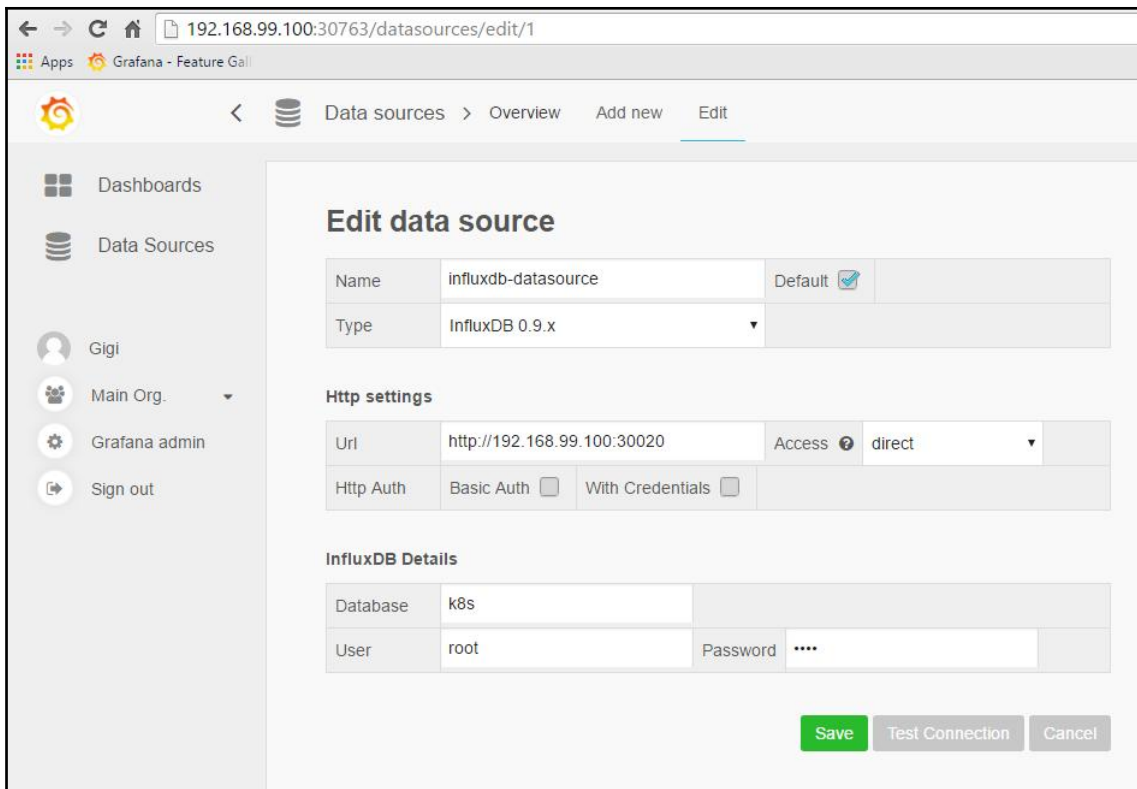 192.168.99.100:30763/datasources/edit/1
Apps Grafana - Feature Gall
Data sources > Overview Add new Edit
Dashboards
Data Sources
Gigi
Main Org.
Grafana admin
Sign out
Edit data source
Name influxdb-datasource Default
Type InfluxDB 0.9.x
Http settings
Url http://192.168.99.100:30020 Access direct
Http Auth Basic Auth With Credentials
InfluxDB Details
Database k8s
User root Password ••••
Save Test Connection Cancel